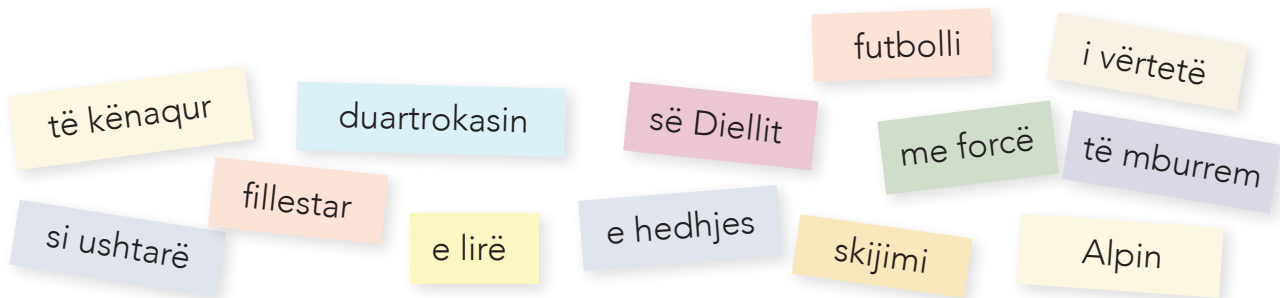 futbolli
i vërtetë
të kënaqur
duartrokasin
së Diellit
me forcë
të mburrem
fillestar
si ushtarë
e lirë
e hedhjes
skijimi
Alpin